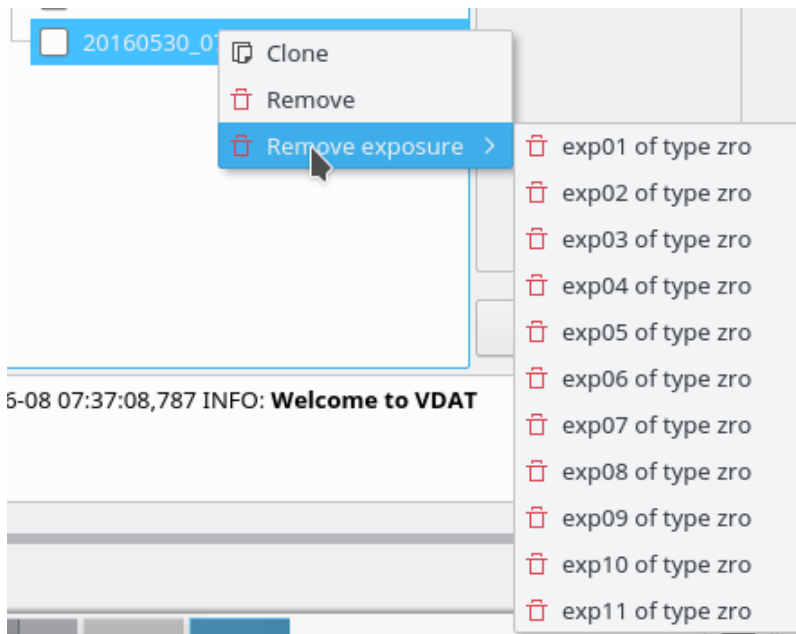 20160530_07
Clone
Remove
Remove exposure
exp01 of type zro
exp02 of type zro
exp03 of type zro
exp04 of type zro
exp05 of type zro
exp06 of type zro
exp07 of type zro
exp08 of type zro
exp09 of type zro
exp10 of type zro
exp11 of type zro
6-08 07:37:08,787 INFO: Welcome to VDAT